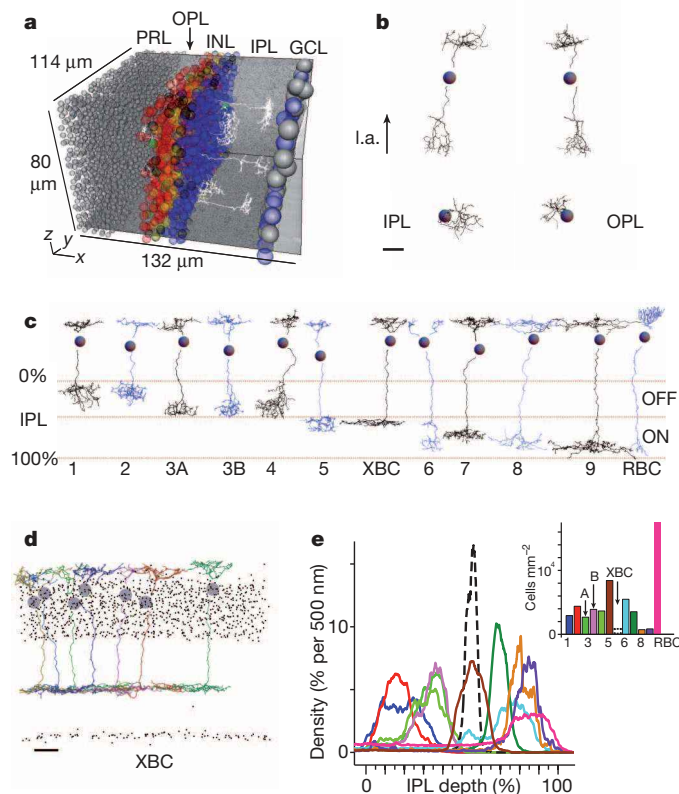 a
OPL
PRL INL IPL GCL
114 µm
80 µm
z y x
132 µm
b
l.a.
IPL OPL
c
0%
OFF
IPL
ON
100%
1 2 3A 3B 4 5 XBC 6 7 8 9 RBC
d
XBC
e
Density (% per 500 nm)
10
5
0
0 IPL depth (%) 100
Cells mm⁻²
10⁴
0
A B XBC
1 3 5 6 8 RBC